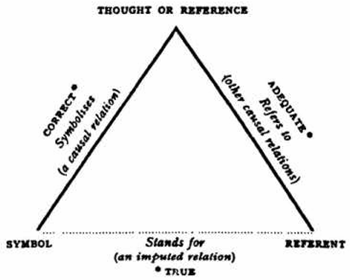 THOUGHT OR REFERENCE
CORRECT*
Symbolises
(a causal relation)
ADEQUATE*
Refers to
(other causal relations)
SYMBOL
Stands for
REFERENT
(an imputed relation)
* TRUE